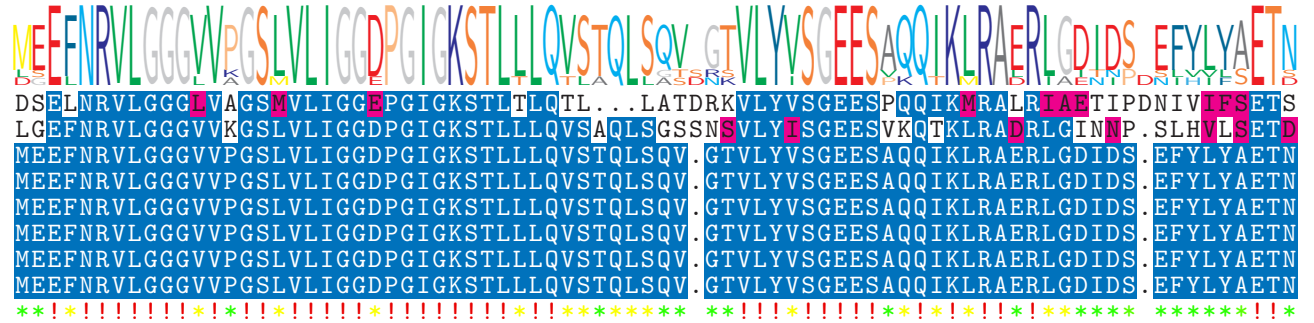 MEEFNRVLGGGVVPGSLVLIGGDPGIGKSTLLLQVSTQLSQV GTVLYVSGEESAQQIKLRAERLGDIDS EFYLYAETN
DSELNRVLGGGLVAGSMVLIGGEPGIGKSTLTLQTL...LATDRKVLYVSGEESPQQIKMRALRIAETIPDNIVIFSETS
LGEFNRVLGGGVVKGSLVLIGGDPGIGKSTLLLQVSAQLSGSSNSVLYISGEESVKQTKLRADRLGINNP.SLHVLSETD
MEEFNRVLGGGVVPGSLVLIGGDPGIGKSTLLLQVSTQLSQV.GTVLYVSGEESAQQIKLRAERLGDIDS.EFYLYAETN
MEEFNRVLGGGVVPGSLVLIGGDPGIGKSTLLLQVSTQLSQV.GTVLYVSGEESAQQIKLRAERLGDIDS.EFYLYAETN
MEEFNRVLGGGVVPGSLVLIGGDPGIGKSTLLLQVSTQLSQV.GTVLYVSGEESAQQIKLRAERLGDIDS.EFYLYAETN
MEEFNRVLGGGVVPGSLVLIGGDPGIGKSTLLLQVSTQLSQV.GTVLYVSGEESAQQIKLRAERLGDIDS.EFYLYAETN
MEEFNRVLGGGVVPGSLVLIGGDPGIGKSTLLLQVSTQLSQV.GTVLYVSGEESAQQIKLRAERLGDIDS.EFYLYAETN
MEEFNRVLGGGVVPGSLVLIGGDPGIGKSTLLLQVSTQLSQV.GTVLYVSGEESAQQIKLRAERLGDIDS.EFYLYAETN
**!*!!!!!!!*!*!!*!!!!!*!!!!!!!!*!!******** **!!!*!!!!!**!*!*!!*!****** ******!!*